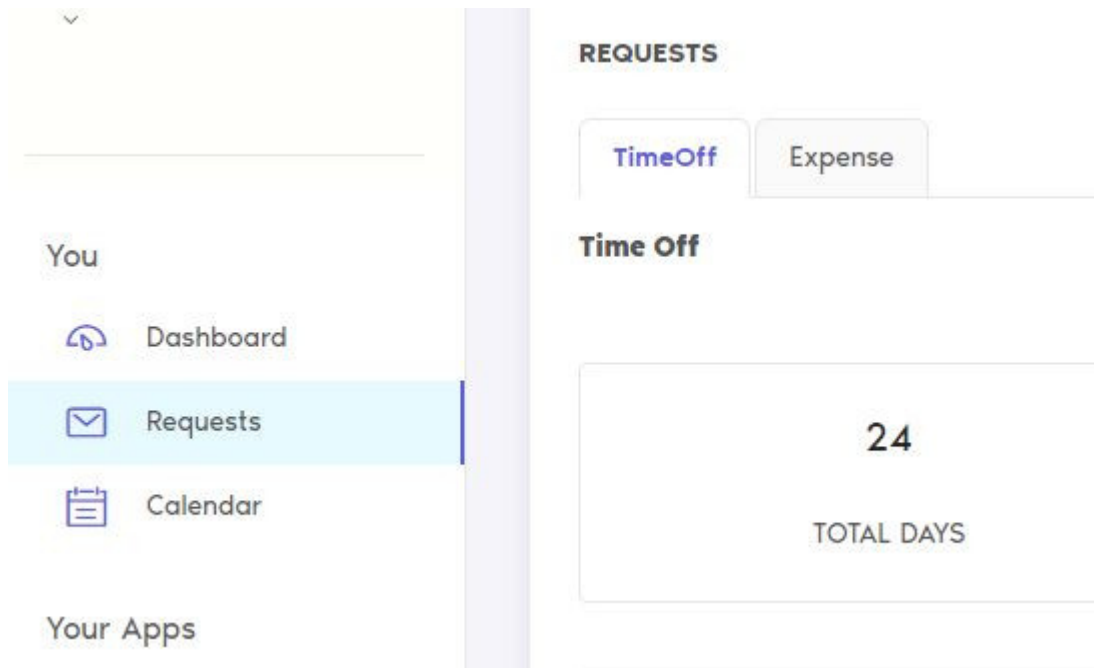 You
Dashboard
Requests
Calendar
Your Apps
REQUESTS
TimeOff
Expense
Time Off
24
TOTAL DAYS